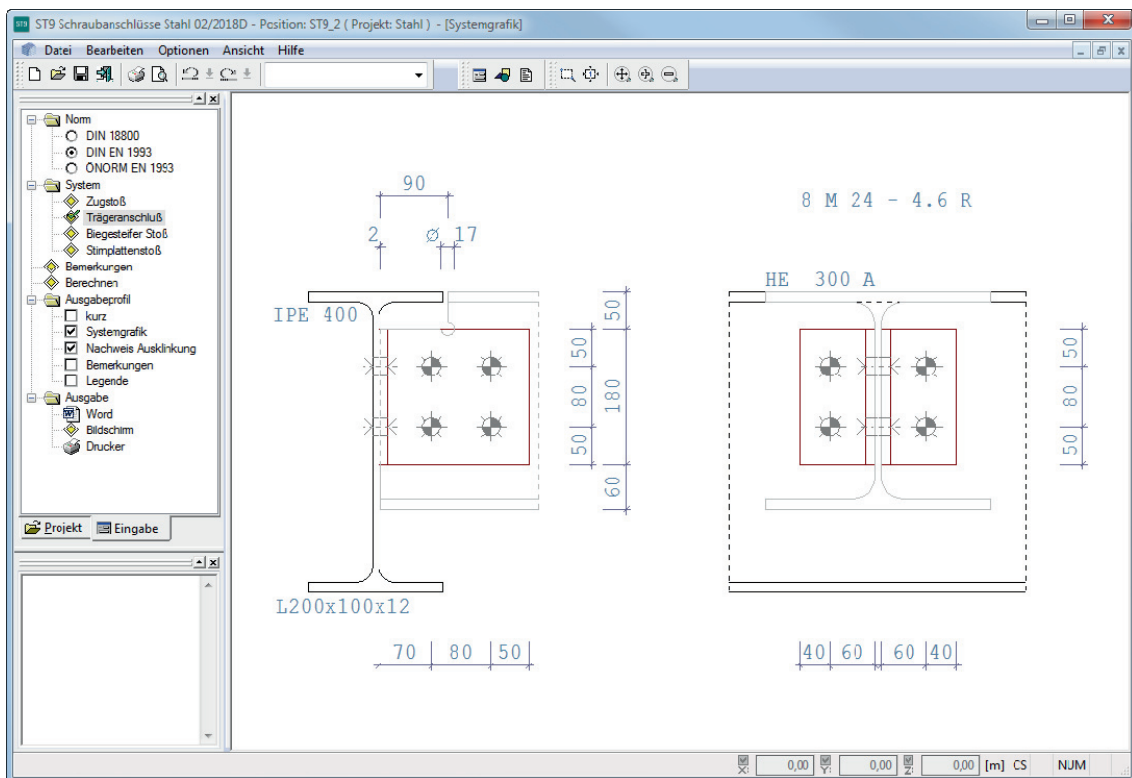 ST9 Schraubanschlüsse Stahl 02/2018D - Position: ST9_2 ( Projekt: Stahl ) - [Systemgrafik]
Datei Bearbeiten Optionen Ansicht Hilfe
Norm
DIN 18800
DIN EN 1993
ÖNORM EN 1993
System
Zugstoß
Trägeranschluß
Biegesteifer Stoß
Stirnplattenstoß
Bemerkungen
Berechnen
Ausgabeprofil
kurz
Systemgrafik
Nachweis Ausklinkung
Bemerkungen
Legende
Ausgabe
Word
Bildschirm
Drucker
Projekt Eingabe
90
8 M 24 - 4.6 R
2 ø 17
HE 300 A
IPE 400
50
50
80
50
180
60
50
80
50
L200x100x12
70 80 50
40 60 60 40
X: 0,00 Y: 0,00 Z: 0,00 [m] CS NUM